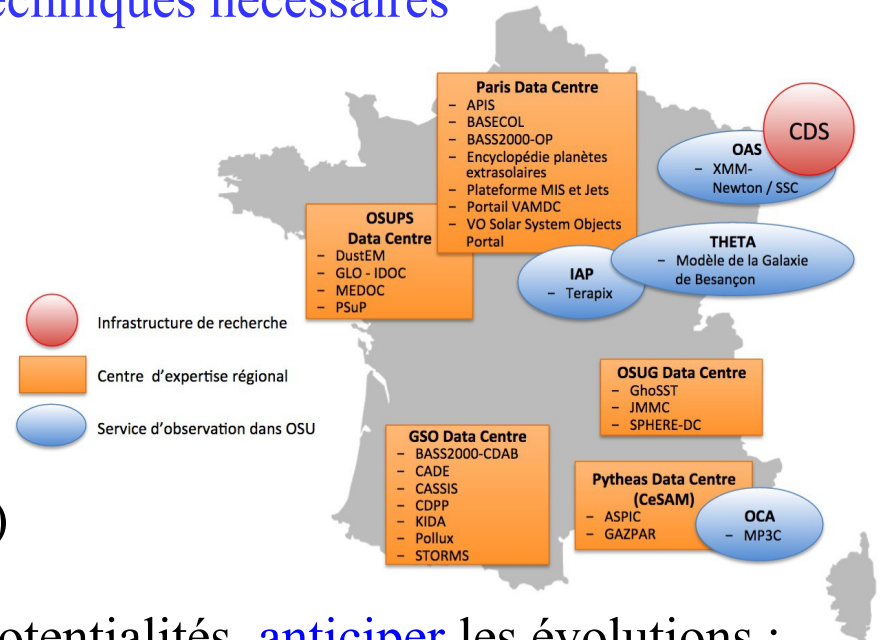 techniques nécessaires
Paris Data Centre
– APIS
– BASECOL
– BASS2000-OP
– Encyclopédie planètes
extrasolaires
– Plateforme MIS et Jets
– Portail VAMDC
– VO Solar System Objects
Portal
CDS
OAS
– XMM-
Newton / SSC
OSUPS
Data Centre
– DustEM
– GLO - IDOC
– MEDOC
– PSuP
THETA
– Modèle de la Galaxie
de Besançon
IAP
– Terapix
Infrastructure de recherche
Centre d'expertise régional
Service d'observation dans OSU
OSUG Data Centre
– GhoSST
– JMMC
– SPHERE-DC
GSO Data Centre
– BASS2000-CDAB
– CADE
– CASSIS
– CDPP
– KIDA
– Pollux
– STORMS
Pytheas Data Centre
(CeSAM)
– ASPIC
– GAZPAR
OCA
– MP3C
)
otentialités, anticiper les évolutions :